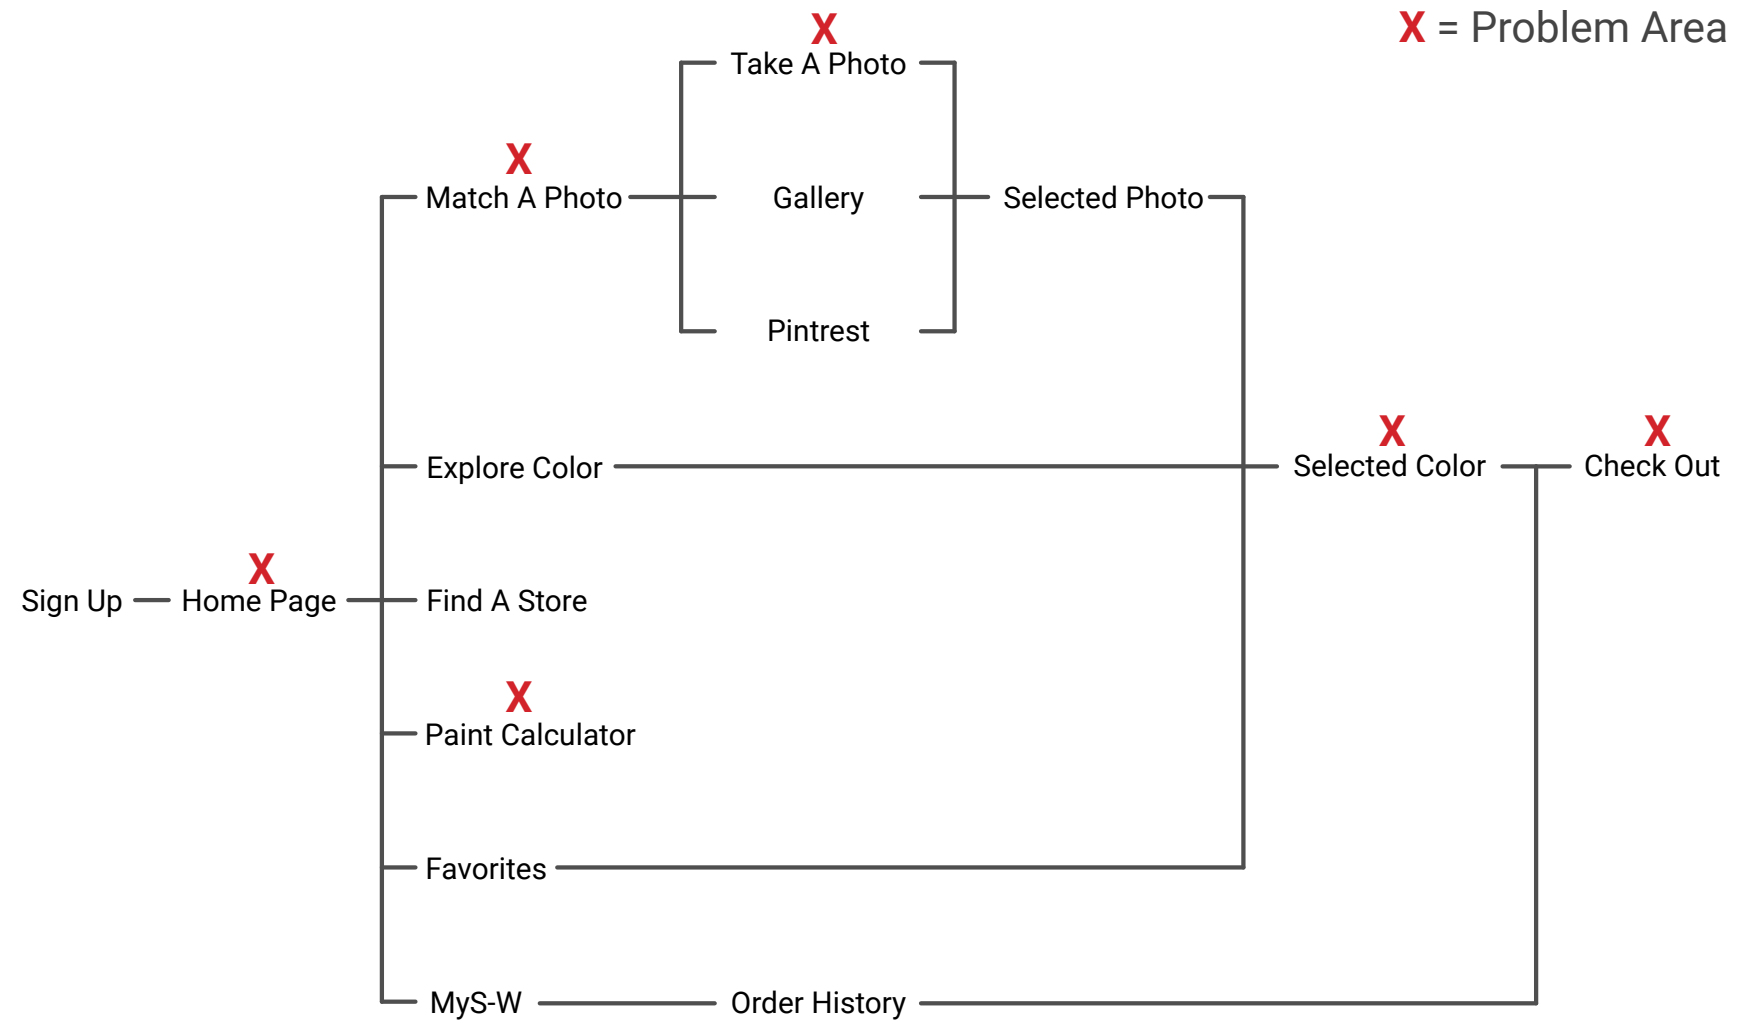 X = Problem Area
X
Take A Photo
X
Match A Photo
Gallery
Selected Photo
Pintrest
Explore Color
X
Selected Color
X
Check Out
Sign Up
X
Home Page
Find A Store
X
Paint Calculator
Favorites
MyS-W
Order History